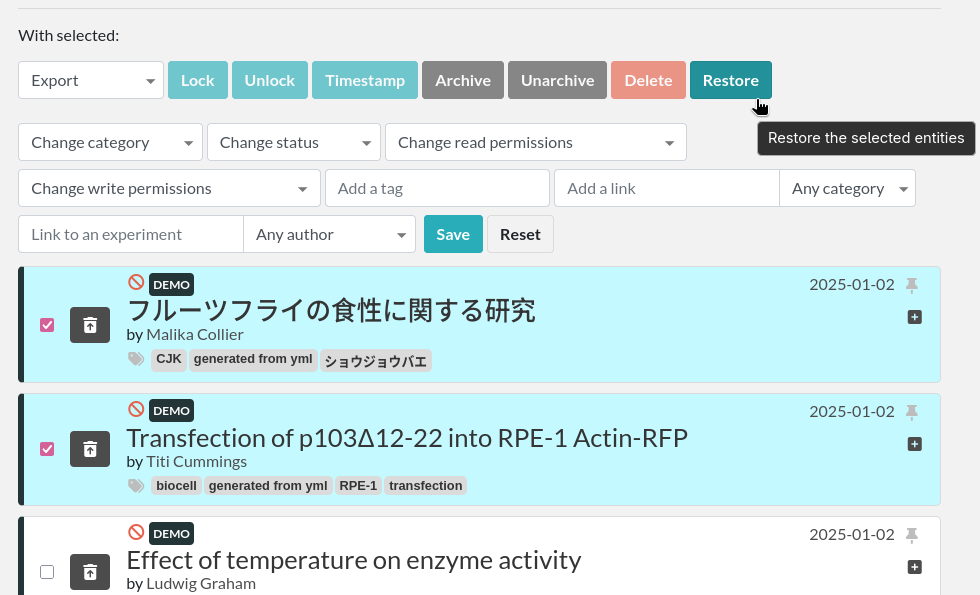 With selected:
Export Lock Unlock Timestamp Archive Unarchive Delete Restore
Restore the selected entities
Change category Change status Change read permissions
Change write permissions Add a tag Add a link Any category
Link to an experiment Any author Save Reset
DEMO 2025-01-02
フルーツフライの食性に関する研究
by Malika Collier
CJK generated from yml ショウジョウバエ
DEMO 2025-01-02
Transfection of p103Δ12-22 into RPE-1 Actin-RFP
by Titi Cummings
biocell generated from yml RPE-1 transfection
DEMO 2025-01-02
Effect of temperature on enzyme activity
by Ludwig Graham